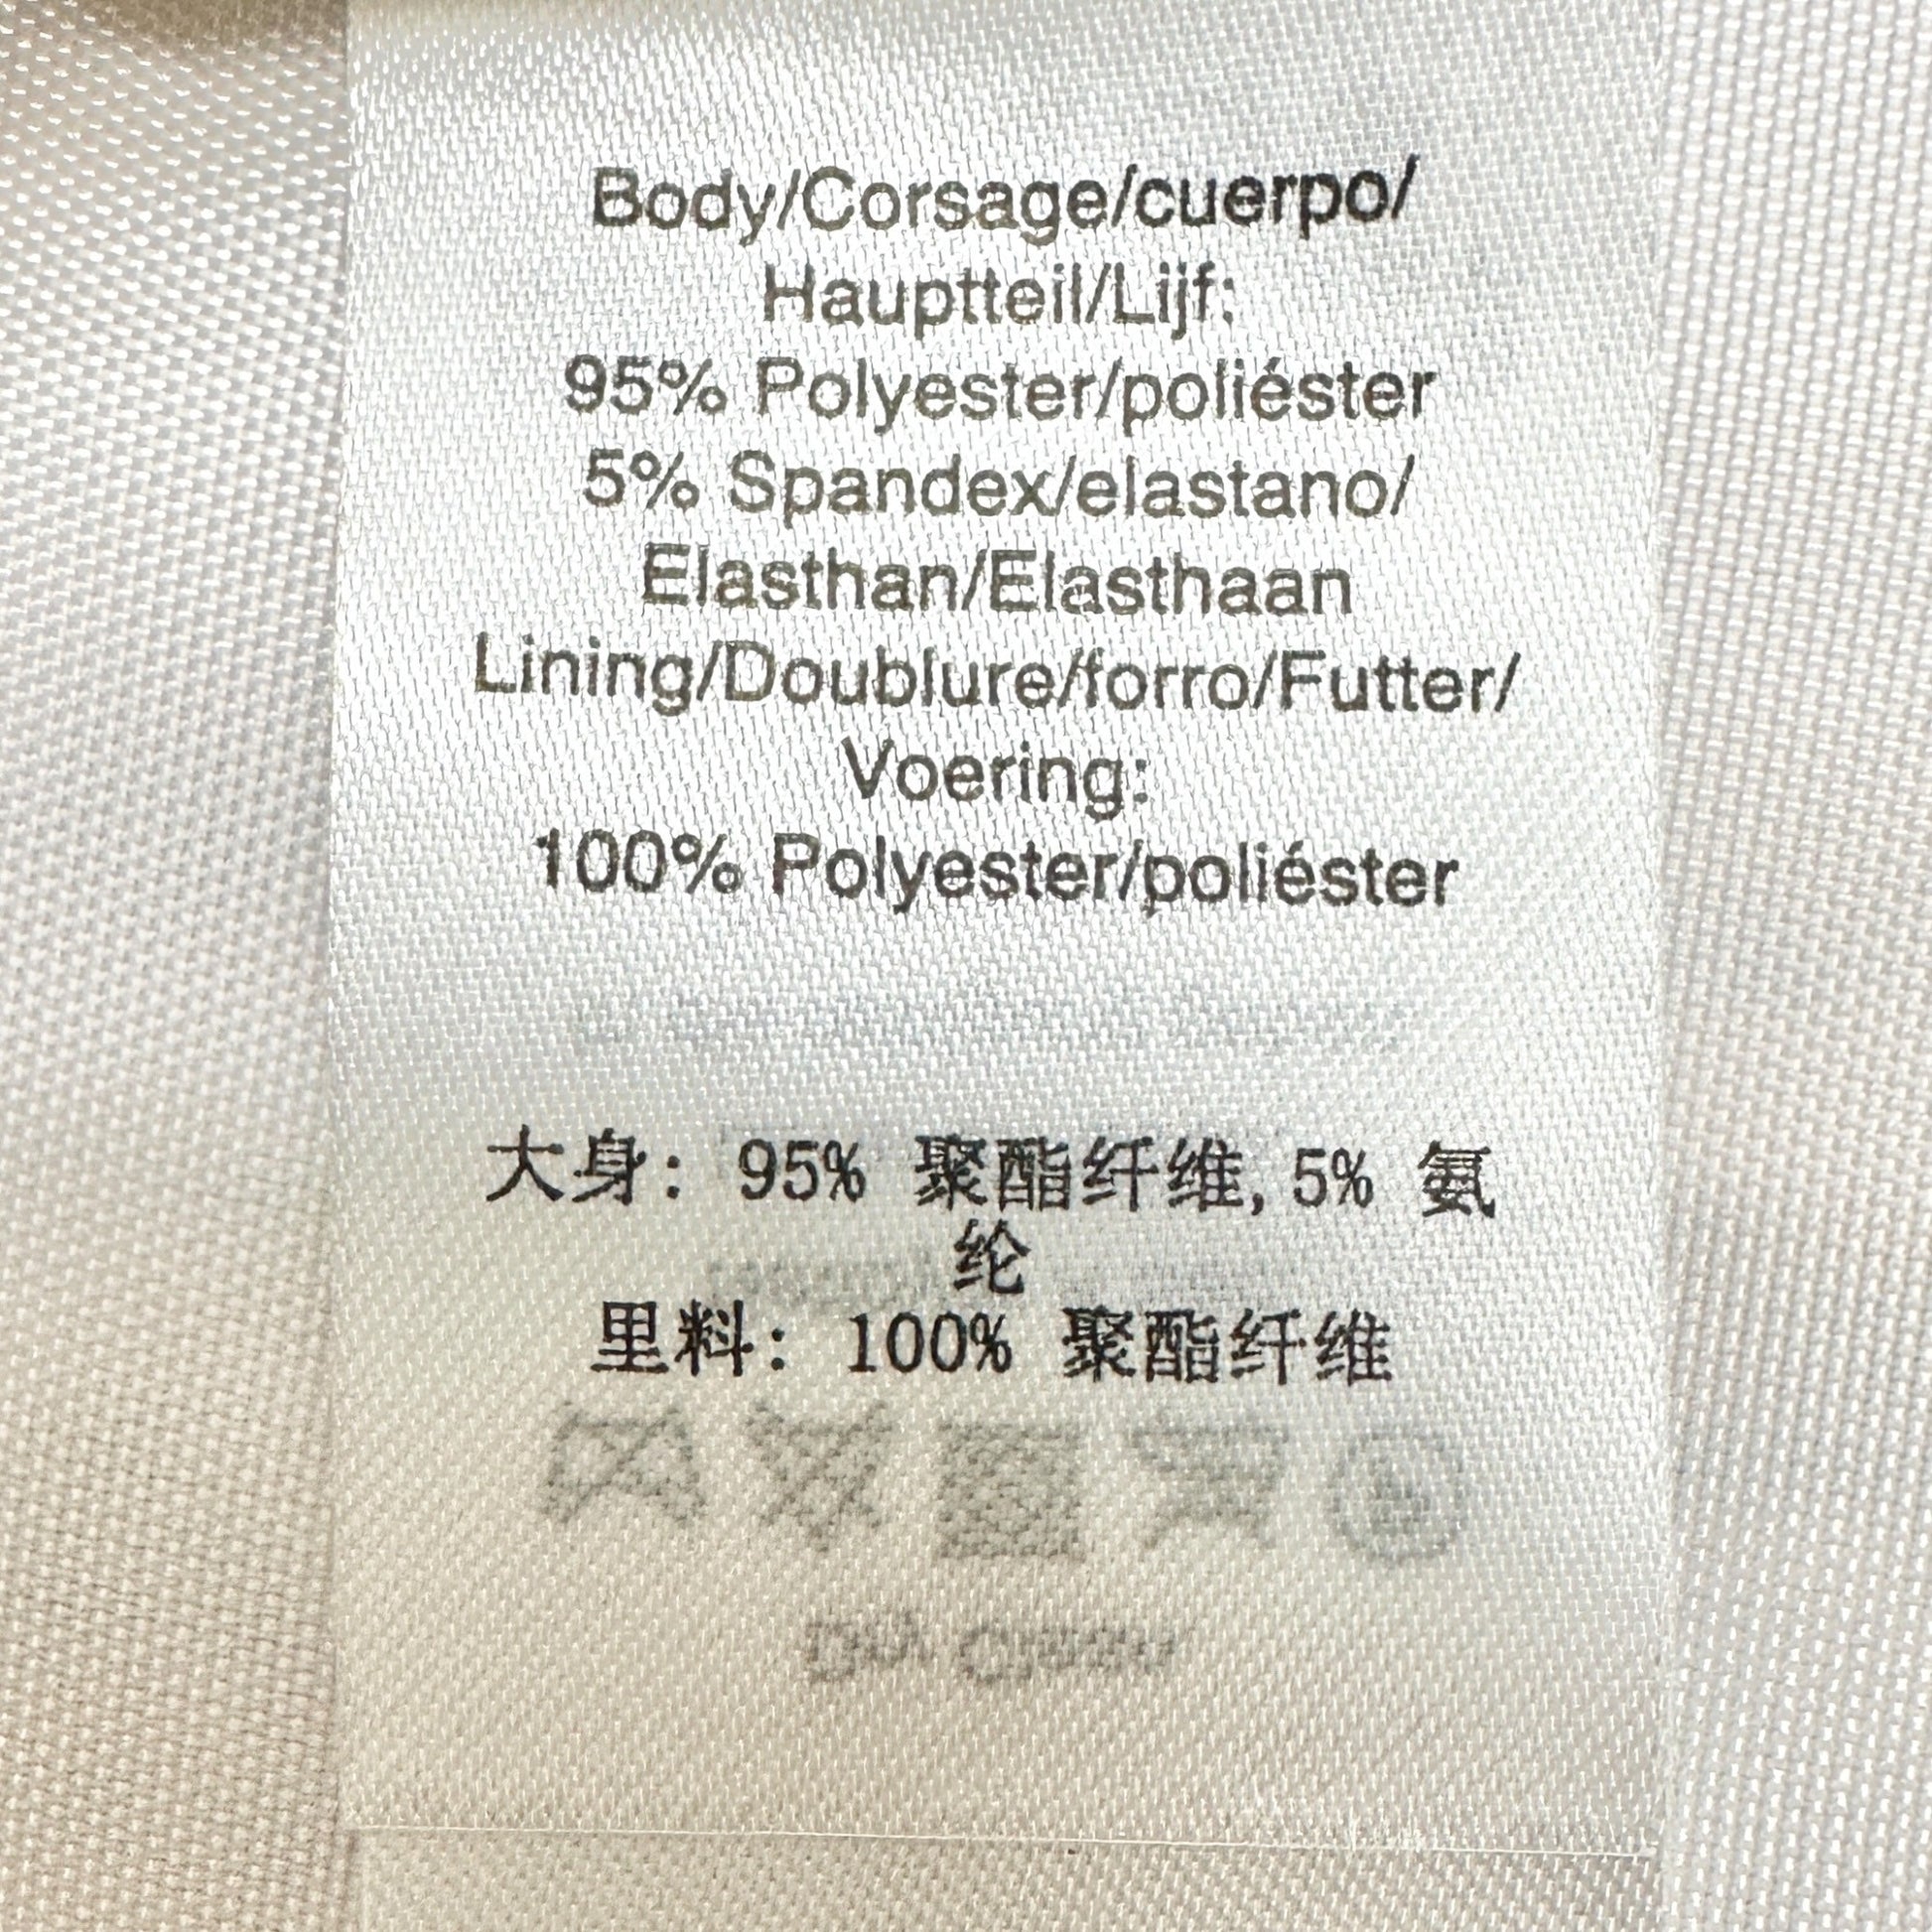 Body/Corsage/cuerpo/
Hauptteil/Lijf:
95% Polyester/poliéster
5% Spandex/elastano/
Elasthan/Elasthaan
Lining/Doublure/forro/Futter/
Voering:
100% Polyester/poliéster
大身: 95% 聚酯纤维,5% 氨
纶
里料: 100% 聚酯纤维